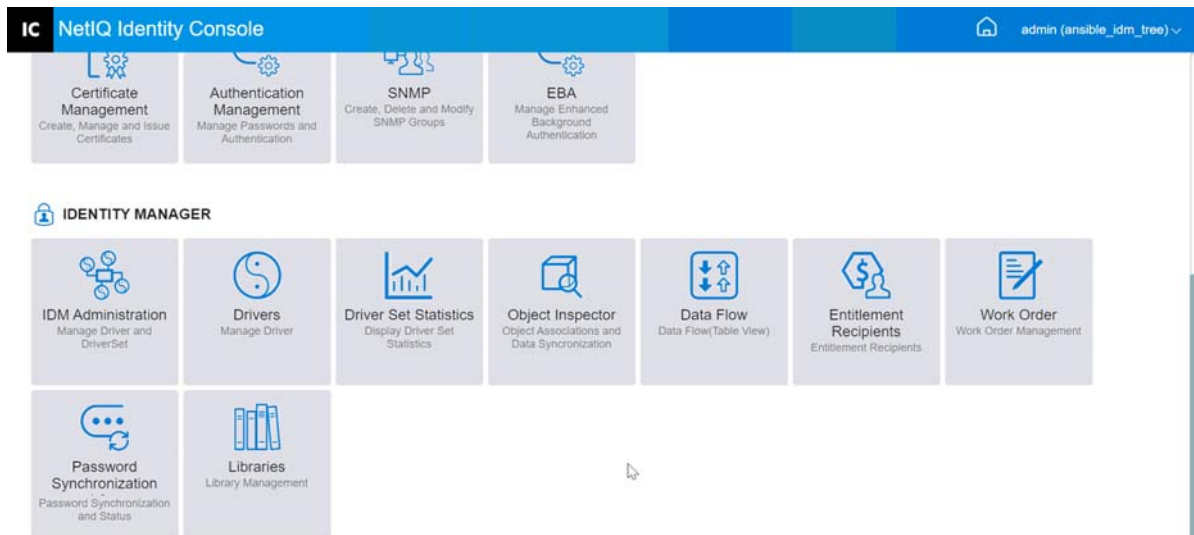 IC NetIQ Identity Console admin (ansible_idm_tree)
Certificate
Management
Create, Manage and Issue
Certificates
Authentication
Management
Manage Passwords and
Authentication
SNMP
Create, Delete and Modify
SNMP Groups
EBA
Manage Enhanced
Background
Authentication
IDENTITY MANAGER
IDM Administration
Manage Driver and
DriverSet
Drivers
Manage Driver
Driver Set Statistics
Display Driver Set
Statistics
Object Inspector
Object Associations and
Data Syncronization
Data Flow
Data Flow(Table View)
Entitlement
Recipients
Entitlement Recipients
Work Order
Work Order Management
Password
Synchronization
Password Synchronization
and Status
Libraries
Library Management